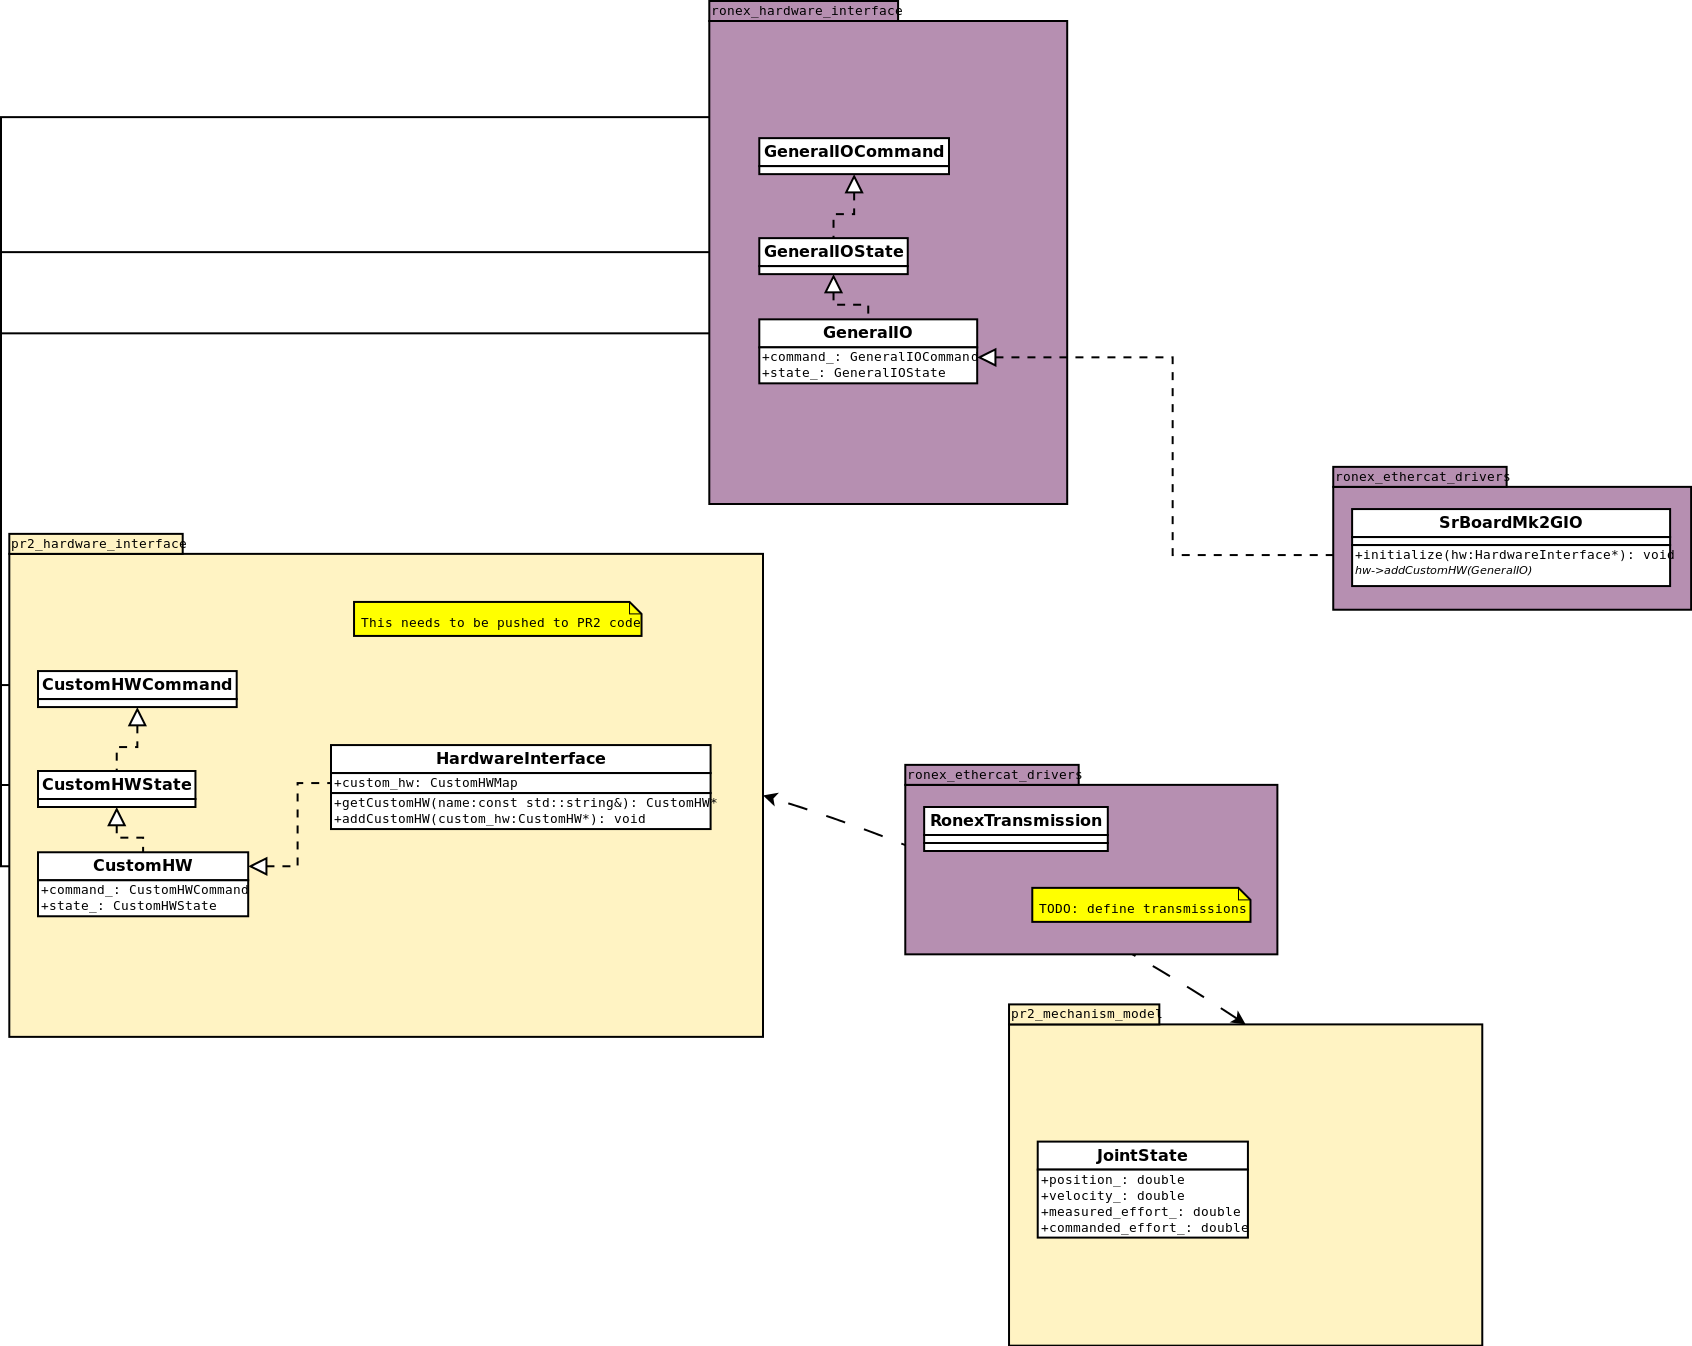 ronex_hardware_interface
GeneralIOCommand
GeneralIOState
GeneralIO
+command_: GeneralIOCommand
+state_: GeneralIOState
ronex_ethercat_drivers
SrBoardMk2GIO
+initialize(hw:HardwareInterface*): void
hw->addCustomHW(GeneralIO)
pr2_hardware_interface
This needs to be pushed to PR2 code
CustomHWCommand
CustomHWState
CustomHW
+command_: CustomHWCommand
+state_: CustomHWState
HardwareInterface
+custom_hw: CustomHWMap
+getCustomHW(name:const std::string&): CustomHW*
+addCustomHW(custom_hw:CustomHW*): void
ronex_ethercat_drivers
RonexTransmission
TODO: define transmissions
pr2_mechanism_model
JointState
+position_: double
+velocity_: double
+measured_effort_: double
+commanded_effort_: double